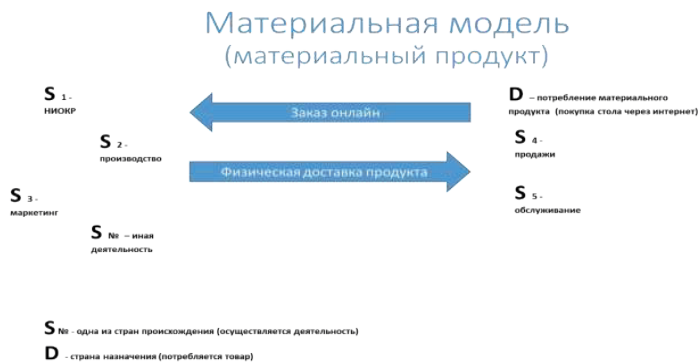 Материальная модель
(материальный продукт)
S 1 -
НИОКР
S 2 -
производство
S 3 -
маркетинг
S № – иная
деятельность
Заказ онлайн
Физическая доставка продукта
D – потребление материального
продукта (покупка стола через интернет)
S 4 -
продажи
S 5 -
обслуживание
S № - одна из стран происхождения (осуществляется деятельность)
D - страна назначения (потребляется товар)